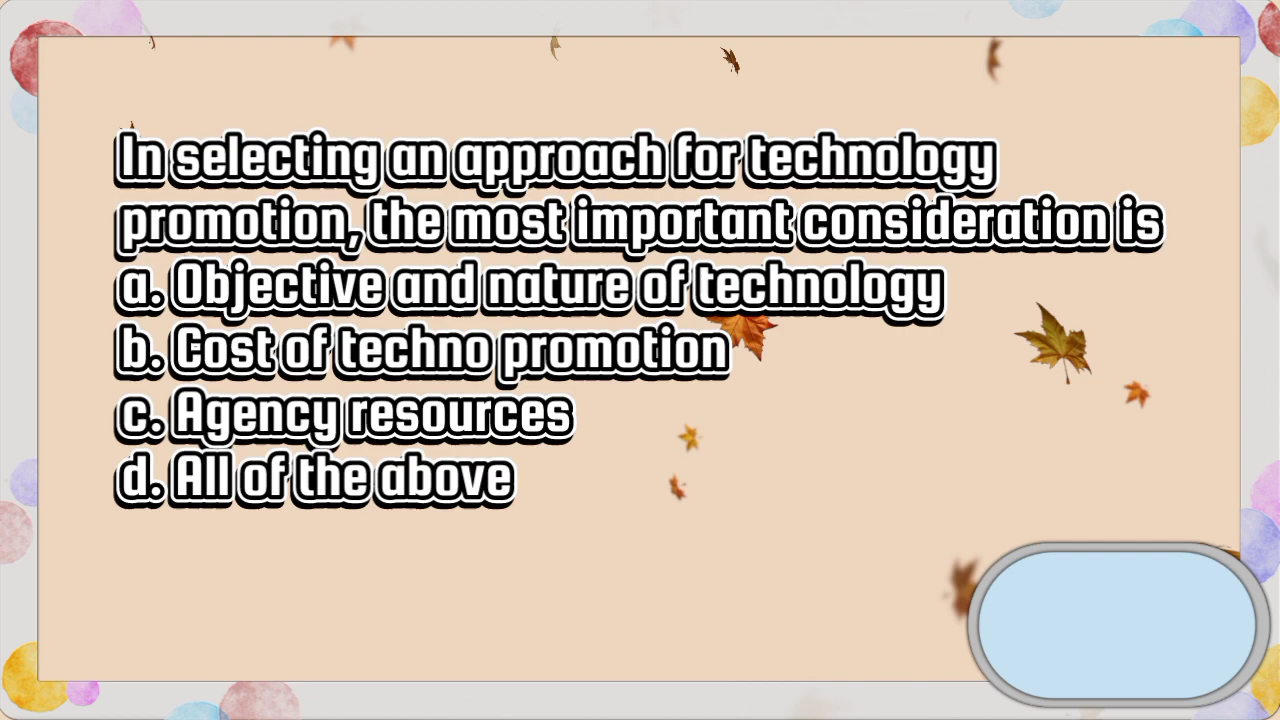 In selecting an approach for technology
promotion, the most important consideration is
a. Objective and nature of technology
b. Cost of techno promotion
c. Agency resources
d. All of the above